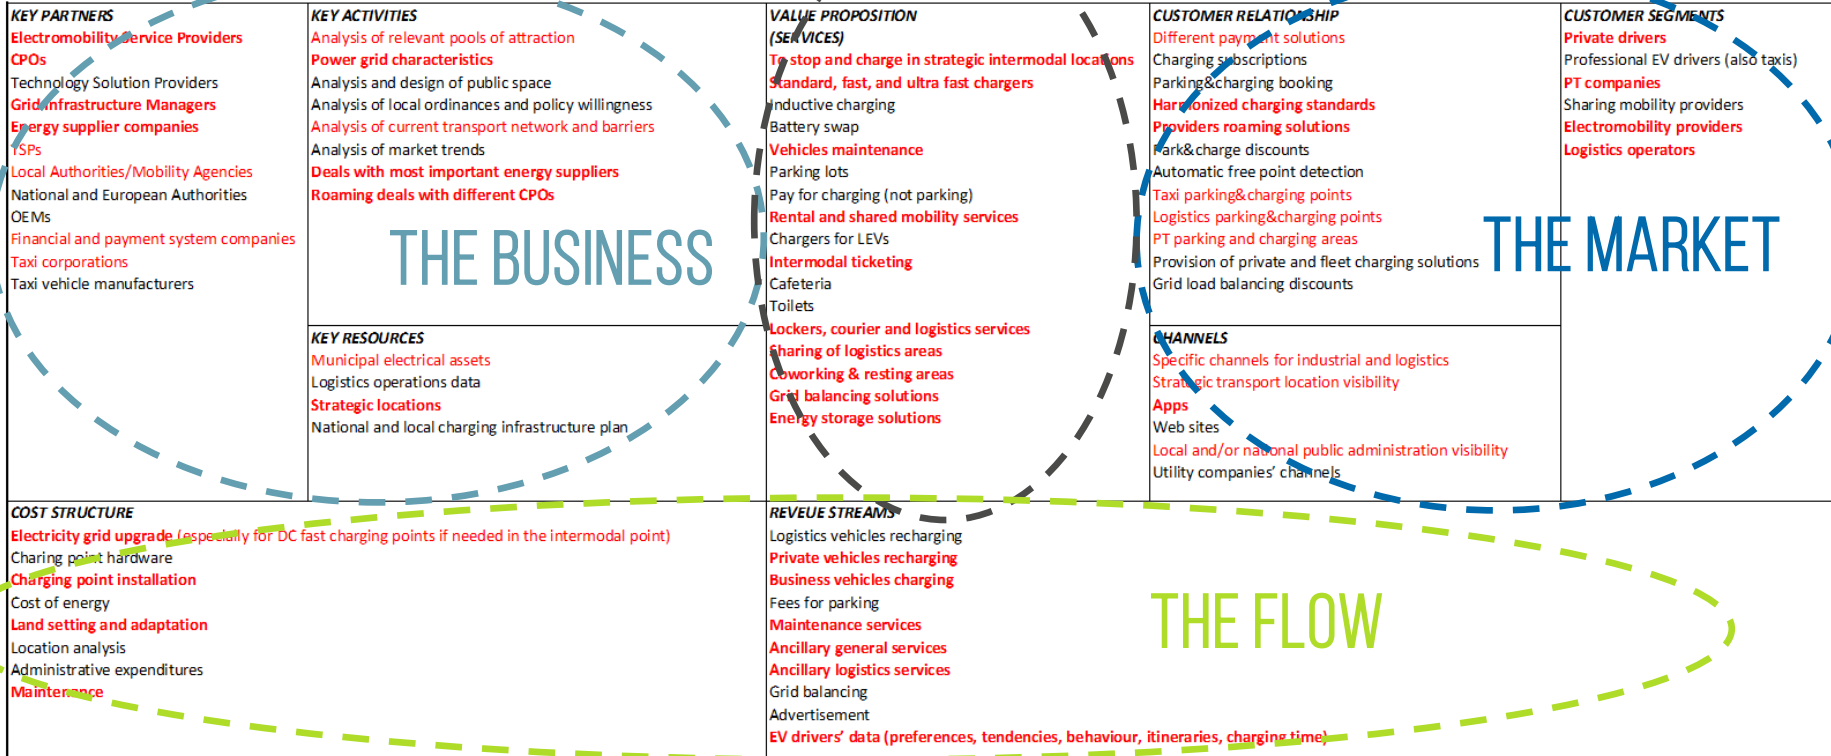 KEY PARTNERS
Electromobility Service Providers
CPOs
Technology Solution Providers
Grid Infrastructure Managers
Energy supplier companies
TSPs
Local Authorities/Mobility Agencies
National and European Authorities
OEMs
Financial and payment system companies
Taxi corporations
Taxi vehicle manufacturers
KEY ACTIVITIES
Analysis of relevant pools of attraction
Power grid characteristics
Analysis and design of public space
Analysis of local ordinances and policy willingness
Analysis of current transport network and barriers
Analysis of market trends
Deals with most important energy suppliers
Roaming deals with different CPOs
THE BUSINESS
KEY RESOURCES
Municipal electrical assets
Logistics operations data
Strategic locations
National and local charging infrastructure plan
VALUE PROPOSITION
(SERVICES)
To stop and charge in strategic intermodal locations
Standard, fast, and ultra fast chargers
Inductive charging
Battery swap
Vehicles maintenance
Parking lots
Pay for charging (not parking)
Rental and shared mobility services
Chargers for LEVs
Intermodal ticketing
Cafeteria
Toilets
Lockers, courier and logistics services
Sharing of logistics areas
Coworking & resting areas
Grid balancing solutions
Energy storage solutions
CUSTOMER RELATIONSHIP
Different payment solutions
Charging subscriptions
Parking&charging booking
Harmonized charging standards
Providers roaming solutions
Park&charge discounts
Automatic free point detection
Taxi parking&charging points
Logistics parking&charging points
PT parking and charging areas
Provision of private and fleet charging solutions
Grid load balancing discounts
CHANNELS
Specific channels for industrial and logistics
Strategic transport location visibility
Apps
Web sites
Local and/or national public administration visibility
Utility companies' channels
CUSTOMER SEGMENTS
Private drivers
Professional EV drivers (also taxis)
PT companies
Sharing mobility providers
Electromobility providers
Logistics operators
THE MARKET
COST STRUCTURE
Electricity grid upgrade (especially for DC fast charging points if needed in the intermodal point)
Charing point hardware
Charging point installation
Cost of energy
Land setting and adaptation
Location analysis
Administrative expenditures
Maintenance
REVEUE STREAMS
Logistics vehicles recharging
Private vehicles recharging
Business vehicles charging
Fees for parking
Maintenance services
Ancillary general services
Ancillary logistics services
Grid balancing
Advertisement
EV drivers' data (preferences, tendencies, behaviour, itineraries, charging time)
THE FLOW